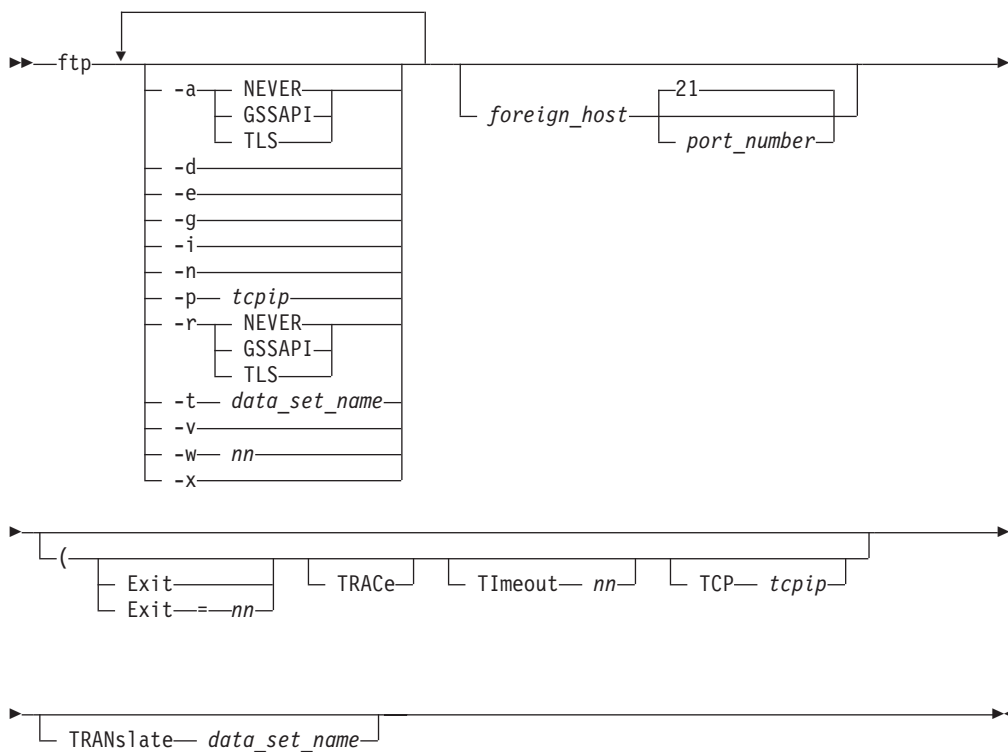 ftp
-a NEVER
GSSAPI
TLS
-d
-e
-g
-i
-n
-p tcpip
-r NEVER
GSSAPI
TLS
-t data_set_name
-v
-w nn
-x
21
foreign_host
port_number
(
Exit
Exit = nn
TRACe
TImeout nn
TCP tcpip
TRANslate data_set_name